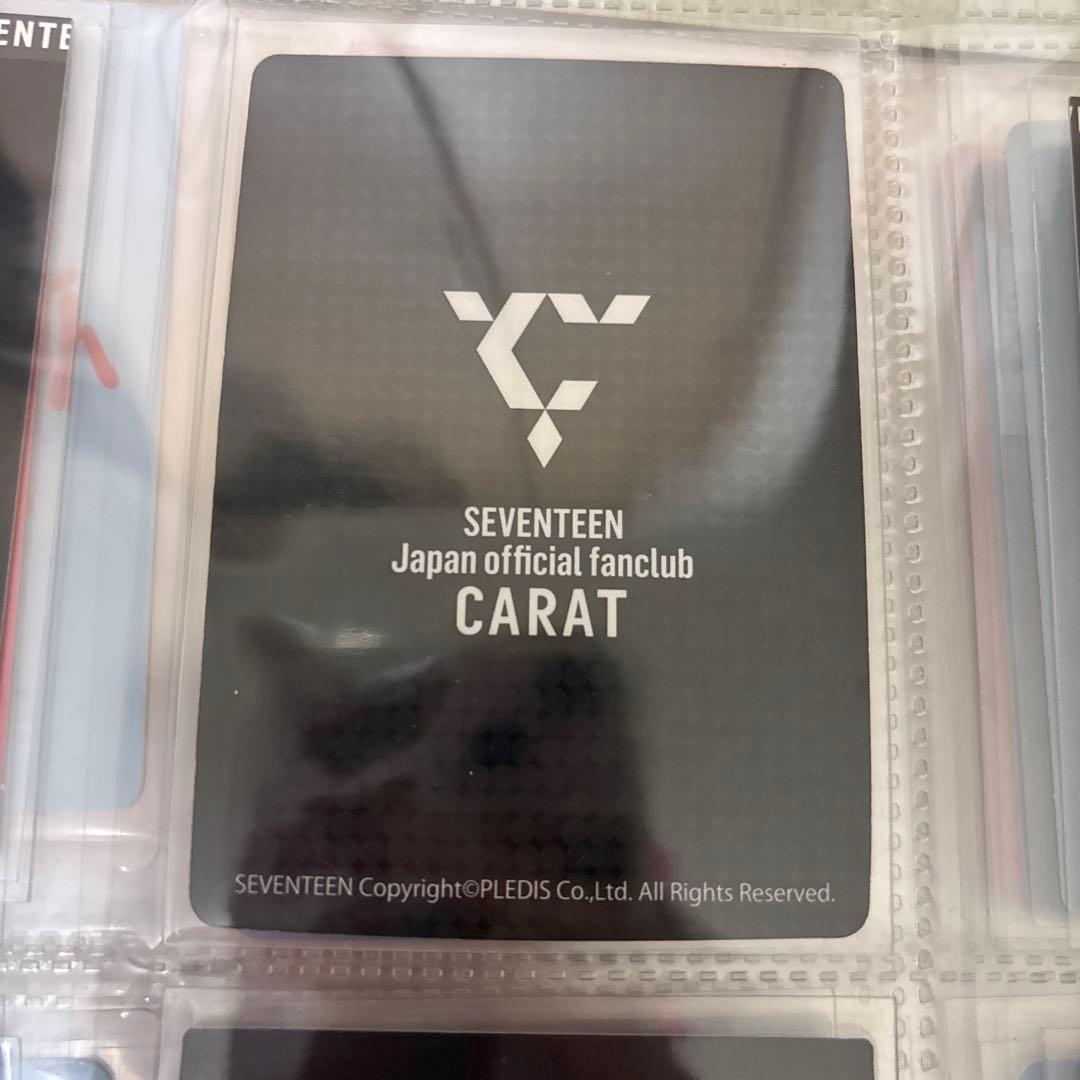 SEVENTEEN
Japan official fanclub
CARAT
SEVENTEEN Copyright©PLEDIS Co.,Ltd. All Rights Reserved.